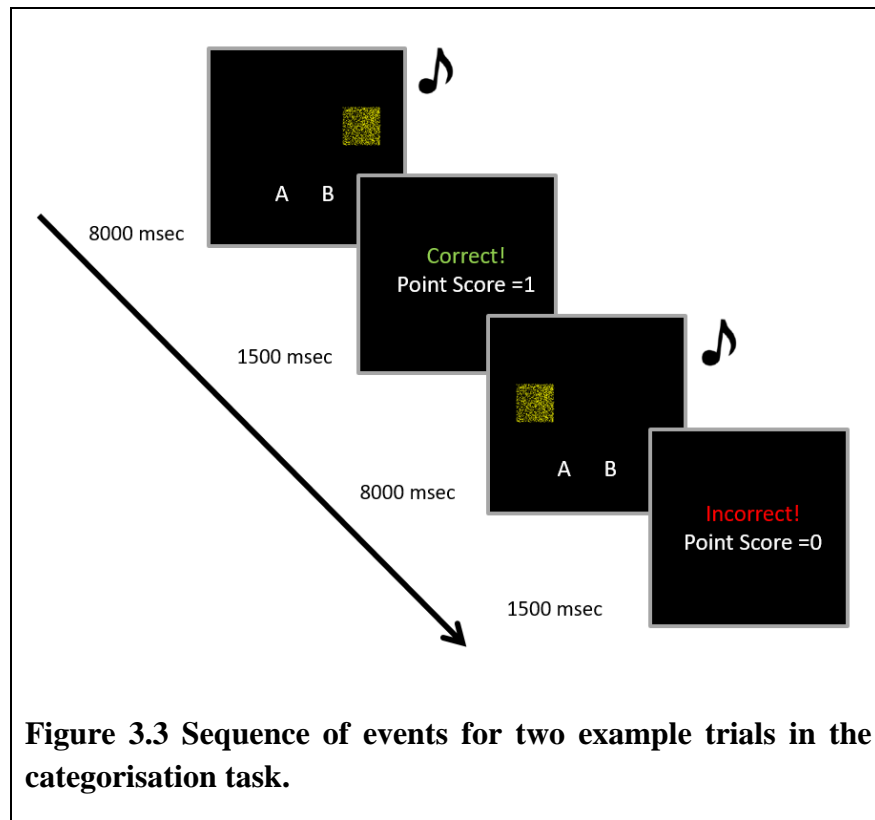 A B
8000 msec
Correct!
Point Score =1
1500 msec
A B
8000 msec
Incorrect!
Point Score =0
1500 msec
Figure 3.3 Sequence of events for two example trials in the
categorisation task.